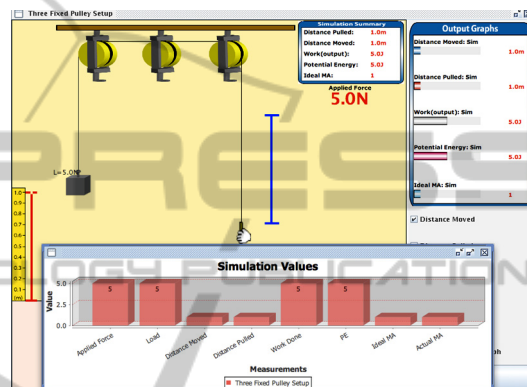 Three Fixed Pulley Setup
Simulation Summary
Distance Pulled: 1.0m
Distance Moved: 1.0m
Work(output): 5.0J
Potential Energy: 5.0J
Ideal MA: 1
Applied Force
5.0N
L=5.0N
1.0
0.9
0.8
0.7
0.6
0.5
0.4
0.3
0.2
0.1
(m)
Output Graphs
Distance Moved: Sim
1.0m
Distance Pulled: Sim
1.0m
Work(output): Sim
5.0J
Potential Energy: Sim
5.0J
Ideal MA: Sim
1
Distance Moved
Simulation Values
Value
5.0
2.5
0.0
5 5 5 5
Applied Force Load Distance Moved Distance Pulled Work Done PE Ideal MA Actual MA
Measurements
Three Fixed Pulley Setup